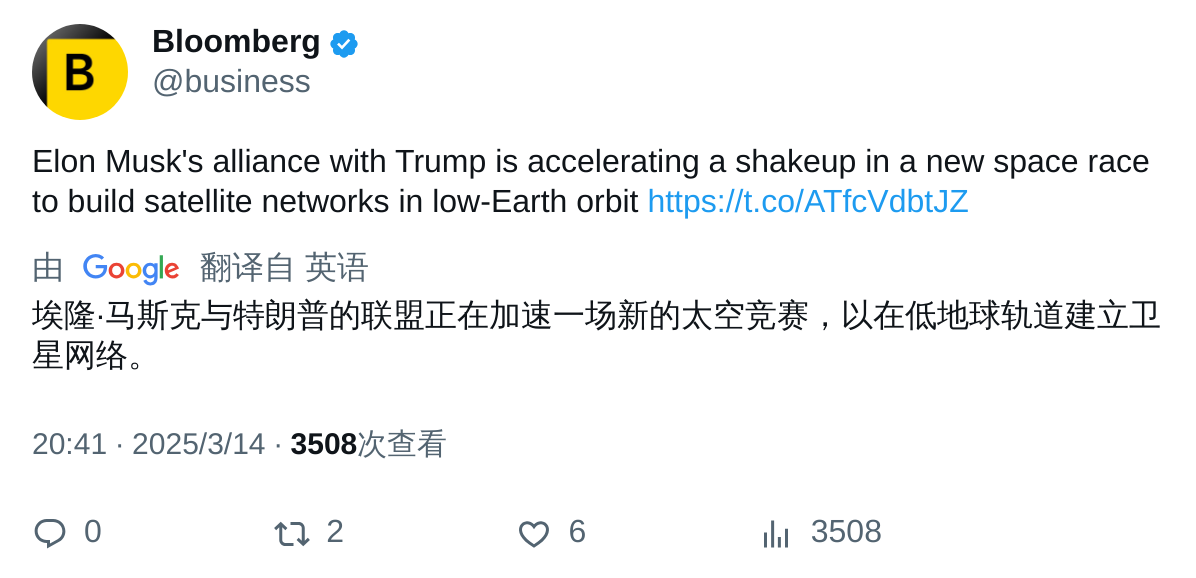 B
Bloomberg
@business
Elon Musk's alliance with Trump is accelerating a shakeup in a new space race
to build satellite networks in low-Earth orbit https://t.co/ATfcVdbtJZ
由 Google 翻译自 英语
埃隆·马斯克与特朗普的联盟正在加速一场新的太空竞赛，以在低地球轨道建立卫
星网络。
20:41 · 2025/3/14 · 3508次查看
0 2 6 3508